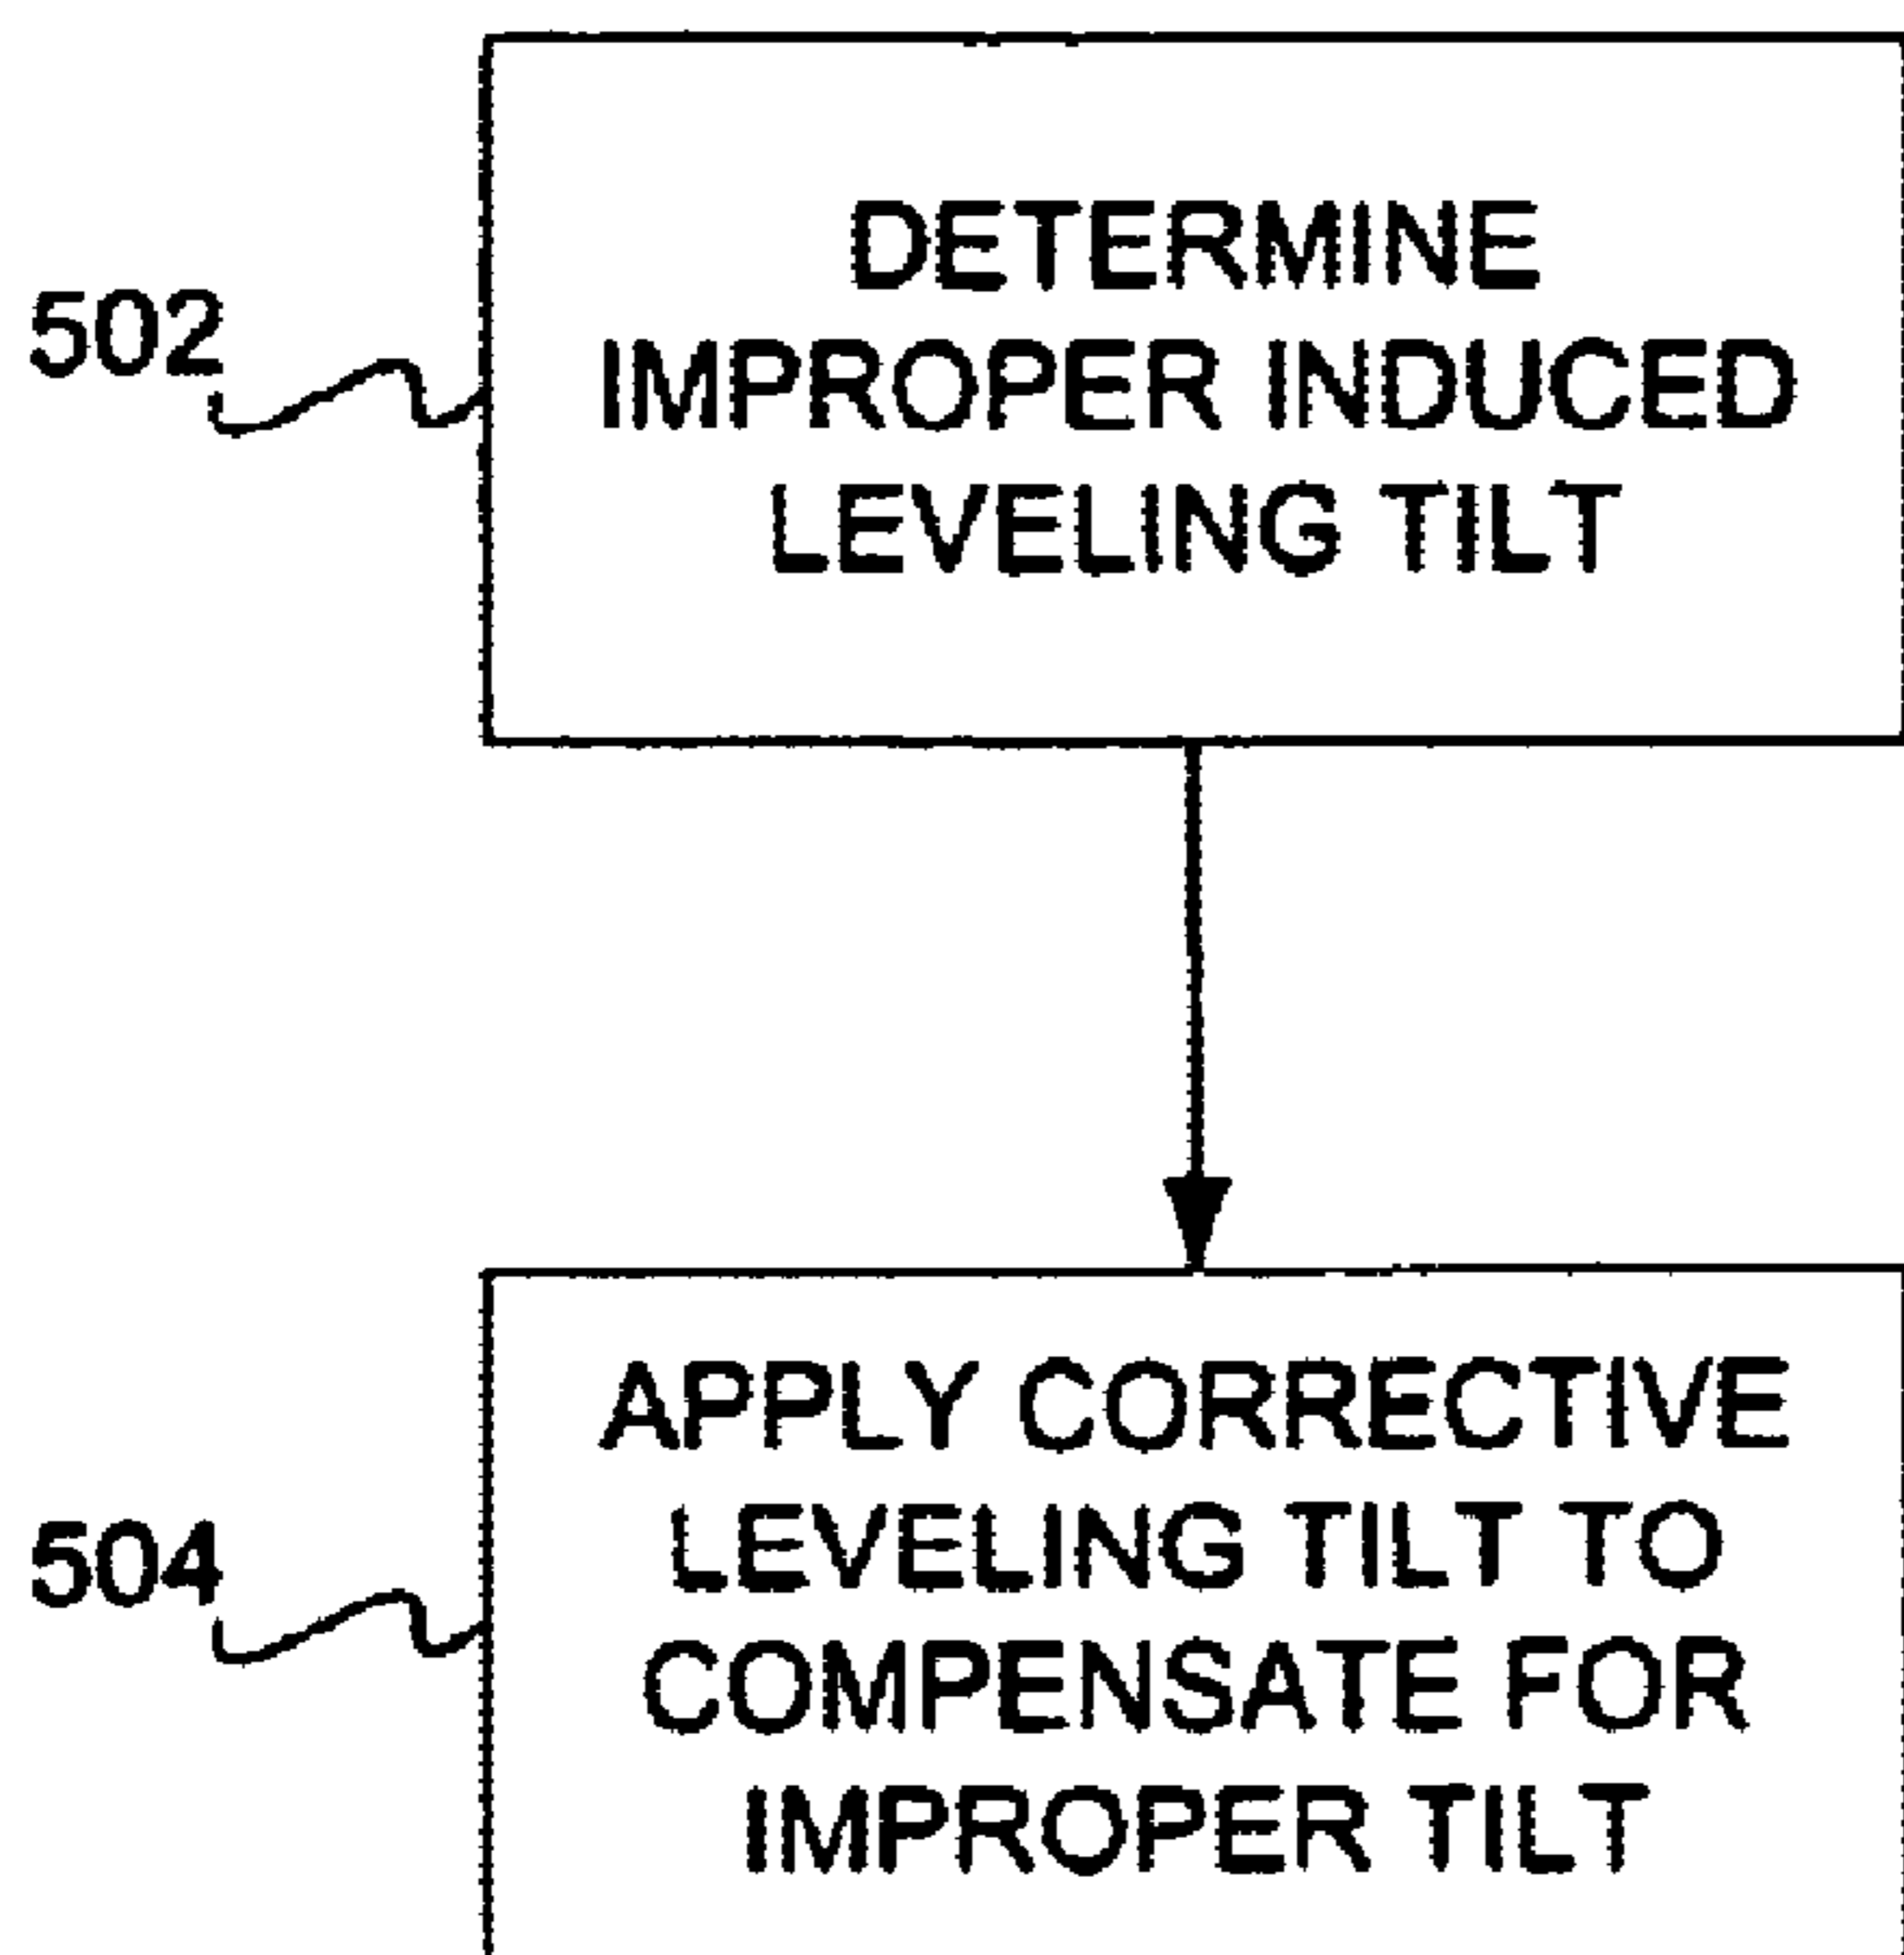 DETERMINE
502
IMPROPER INDUCED
LEVELING TILT
APPLY CORRECTIVE
504
LEVELING TILT TO
COMPENSATE FOR
IMPROPER TILT